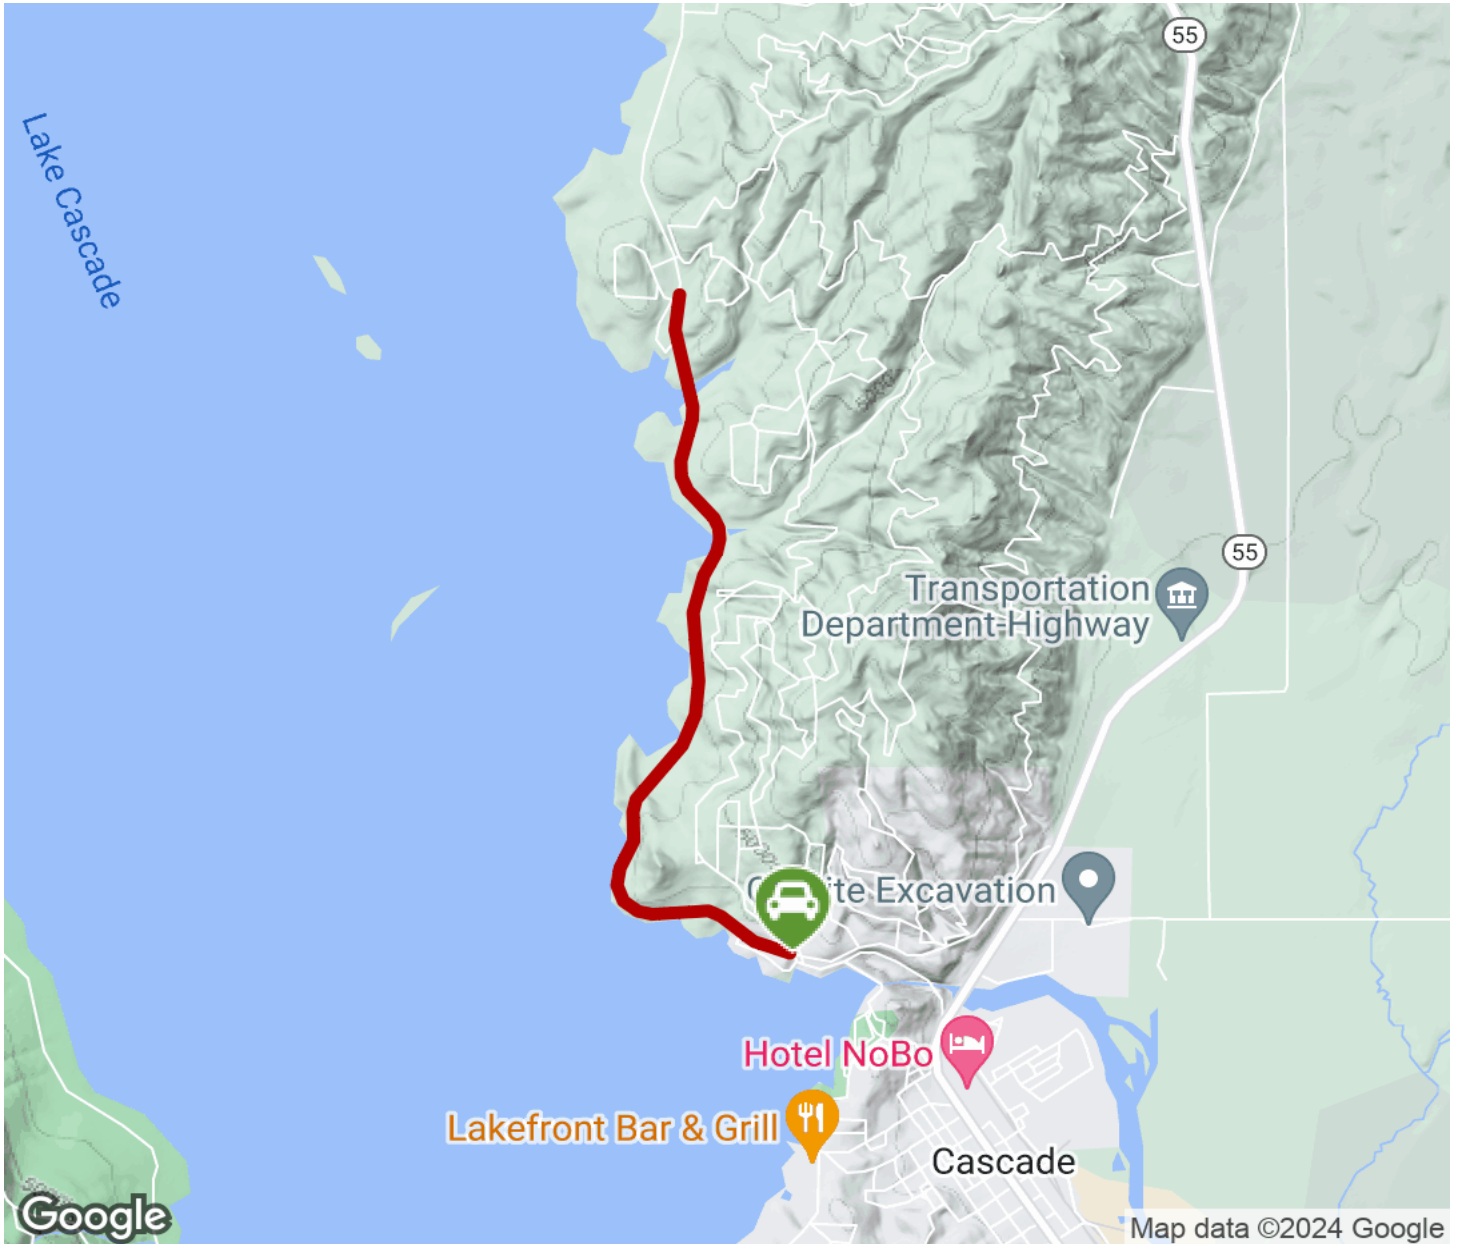 55
Lake Cascade
55
Transportation
Department-Highway
ite Excavation
Hotel NoBo
Lakefront Bar & Grill
Cascade
Google
Map data ©2024 Google